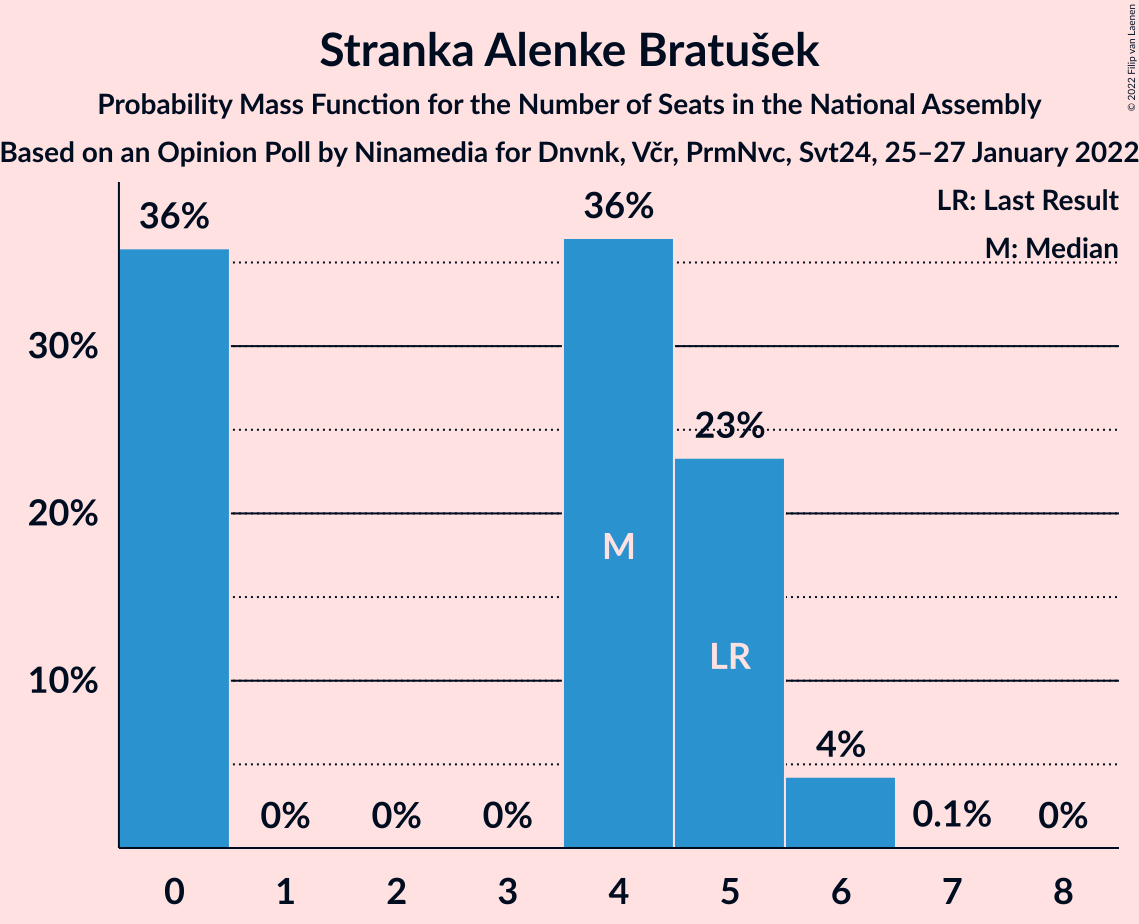 Stranka Alenke Bratušek
Probability Mass Function for the Number of Seats in the National Assembly
Based on an Opinion Poll by Ninamedia for Dnvnk, Včr, PrmNvc, Svt24, 25–27 January 2022
© 2022 Filip van Laenen
LR: Last Result
M: Median
36%
36%
30%
23%
20%
M
LR
10%
4%
0%
0%
0%
0.1%
0%
0
1
2
3
4
5
6
7
8